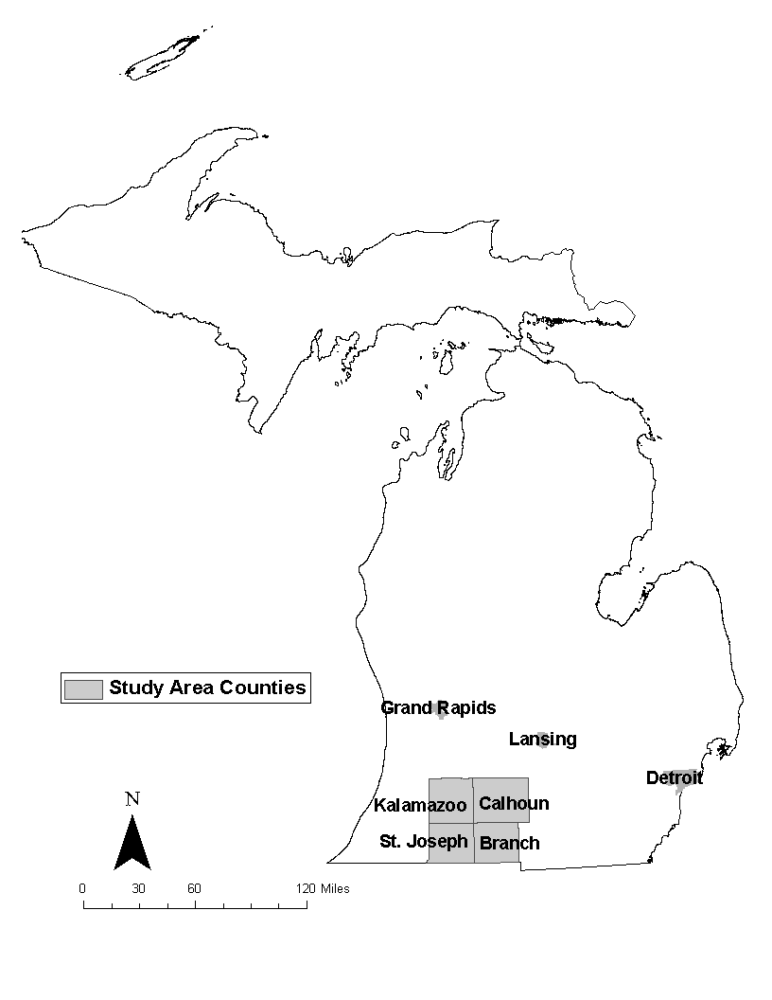 Study Area Counties
Grand Rapids
Lansing
Detroit
Kalamazoo Calhoun
St. Joseph Branch
N
0 30 60 120 Miles